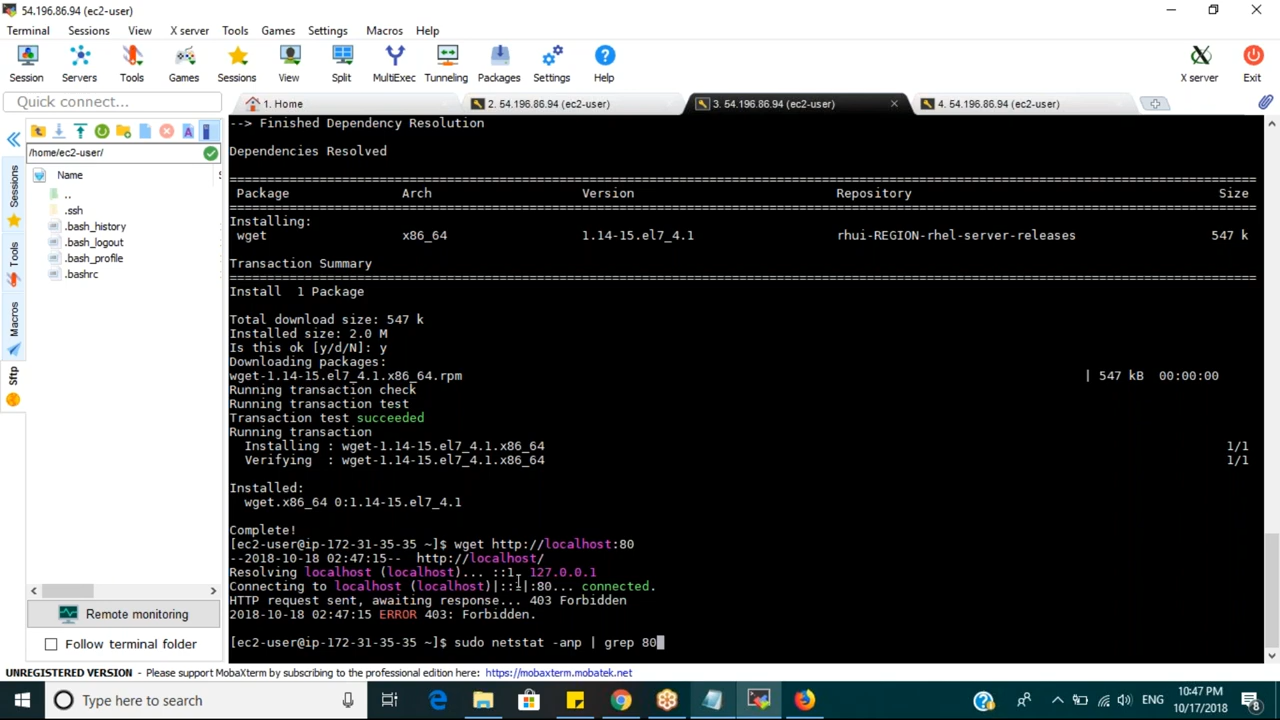 54.196.86.94 (ec2-user)
Terminal Sessions View X server Tools Games Settings Macros Help
Session Servers Tools Games Sessions View Split MultiExec Tunneling Packages Settings Help X server Exit
Quick connect...
1. Home
2. 54.196.86.94 (ec2-user)
3. 54.196.86.94 (ec2-user)
4. 54.196.86.94 (ec2-user)
/home/ec2-user/
Name
..
.ssh
.bash_history
.bash_logout
.bash_profile
.bashrc
Sessions
Tools
Macros
Sftp
Remote monitoring
Follow terminal folder
--> Finished Dependency Resolution
Dependencies Resolved
================================================================================
Package Arch Version Repository Size
================================================================================
Installing:
wget x86_64 1.14-15.el7_4.1 rhui-REGION-rhel-server-releases 547 k
Transaction Summary
================================================================================
Install 1 Package
Total download size: 547 k
Installed size: 2.0 M
Is this ok [y/d/N]: y
Downloading packages:
wget-1.14-15.el7_4.1.x86_64.rpm | 547 kB 00:00:00
Running transaction check
Running transaction test
Transaction test succeeded
Running transaction
Installing : wget-1.14-15.el7_4.1.x86_64 1/1
Verifying : wget-1.14-15.el7_4.1.x86_64 1/1
Installed:
wget.x86_64 0:1.14-15.el7_4.1
Complete!
[ec2-user@ip-172-31-35-35 ~]$ wget http://localhost:80
--2018-10-18 02:47:15-- http://localhost/
Resolving localhost (localhost)... ::1, 127.0.0.1
Connecting to localhost (localhost)|::1|:80... connected.
HTTP request sent, awaiting response... 403 Forbidden
2018-10-18 02:47:15 ERROR 403: Forbidden.
[ec2-user@ip-172-31-35-35 ~]$ sudo netstat -anp | grep 80
UNREGISTERED VERSION - Please support MobaXterm by subscribing to the professional edition here: https://mobaxterm.mobatek.net
Type here to search
ENG
10:47 PM
10/17/2018
8